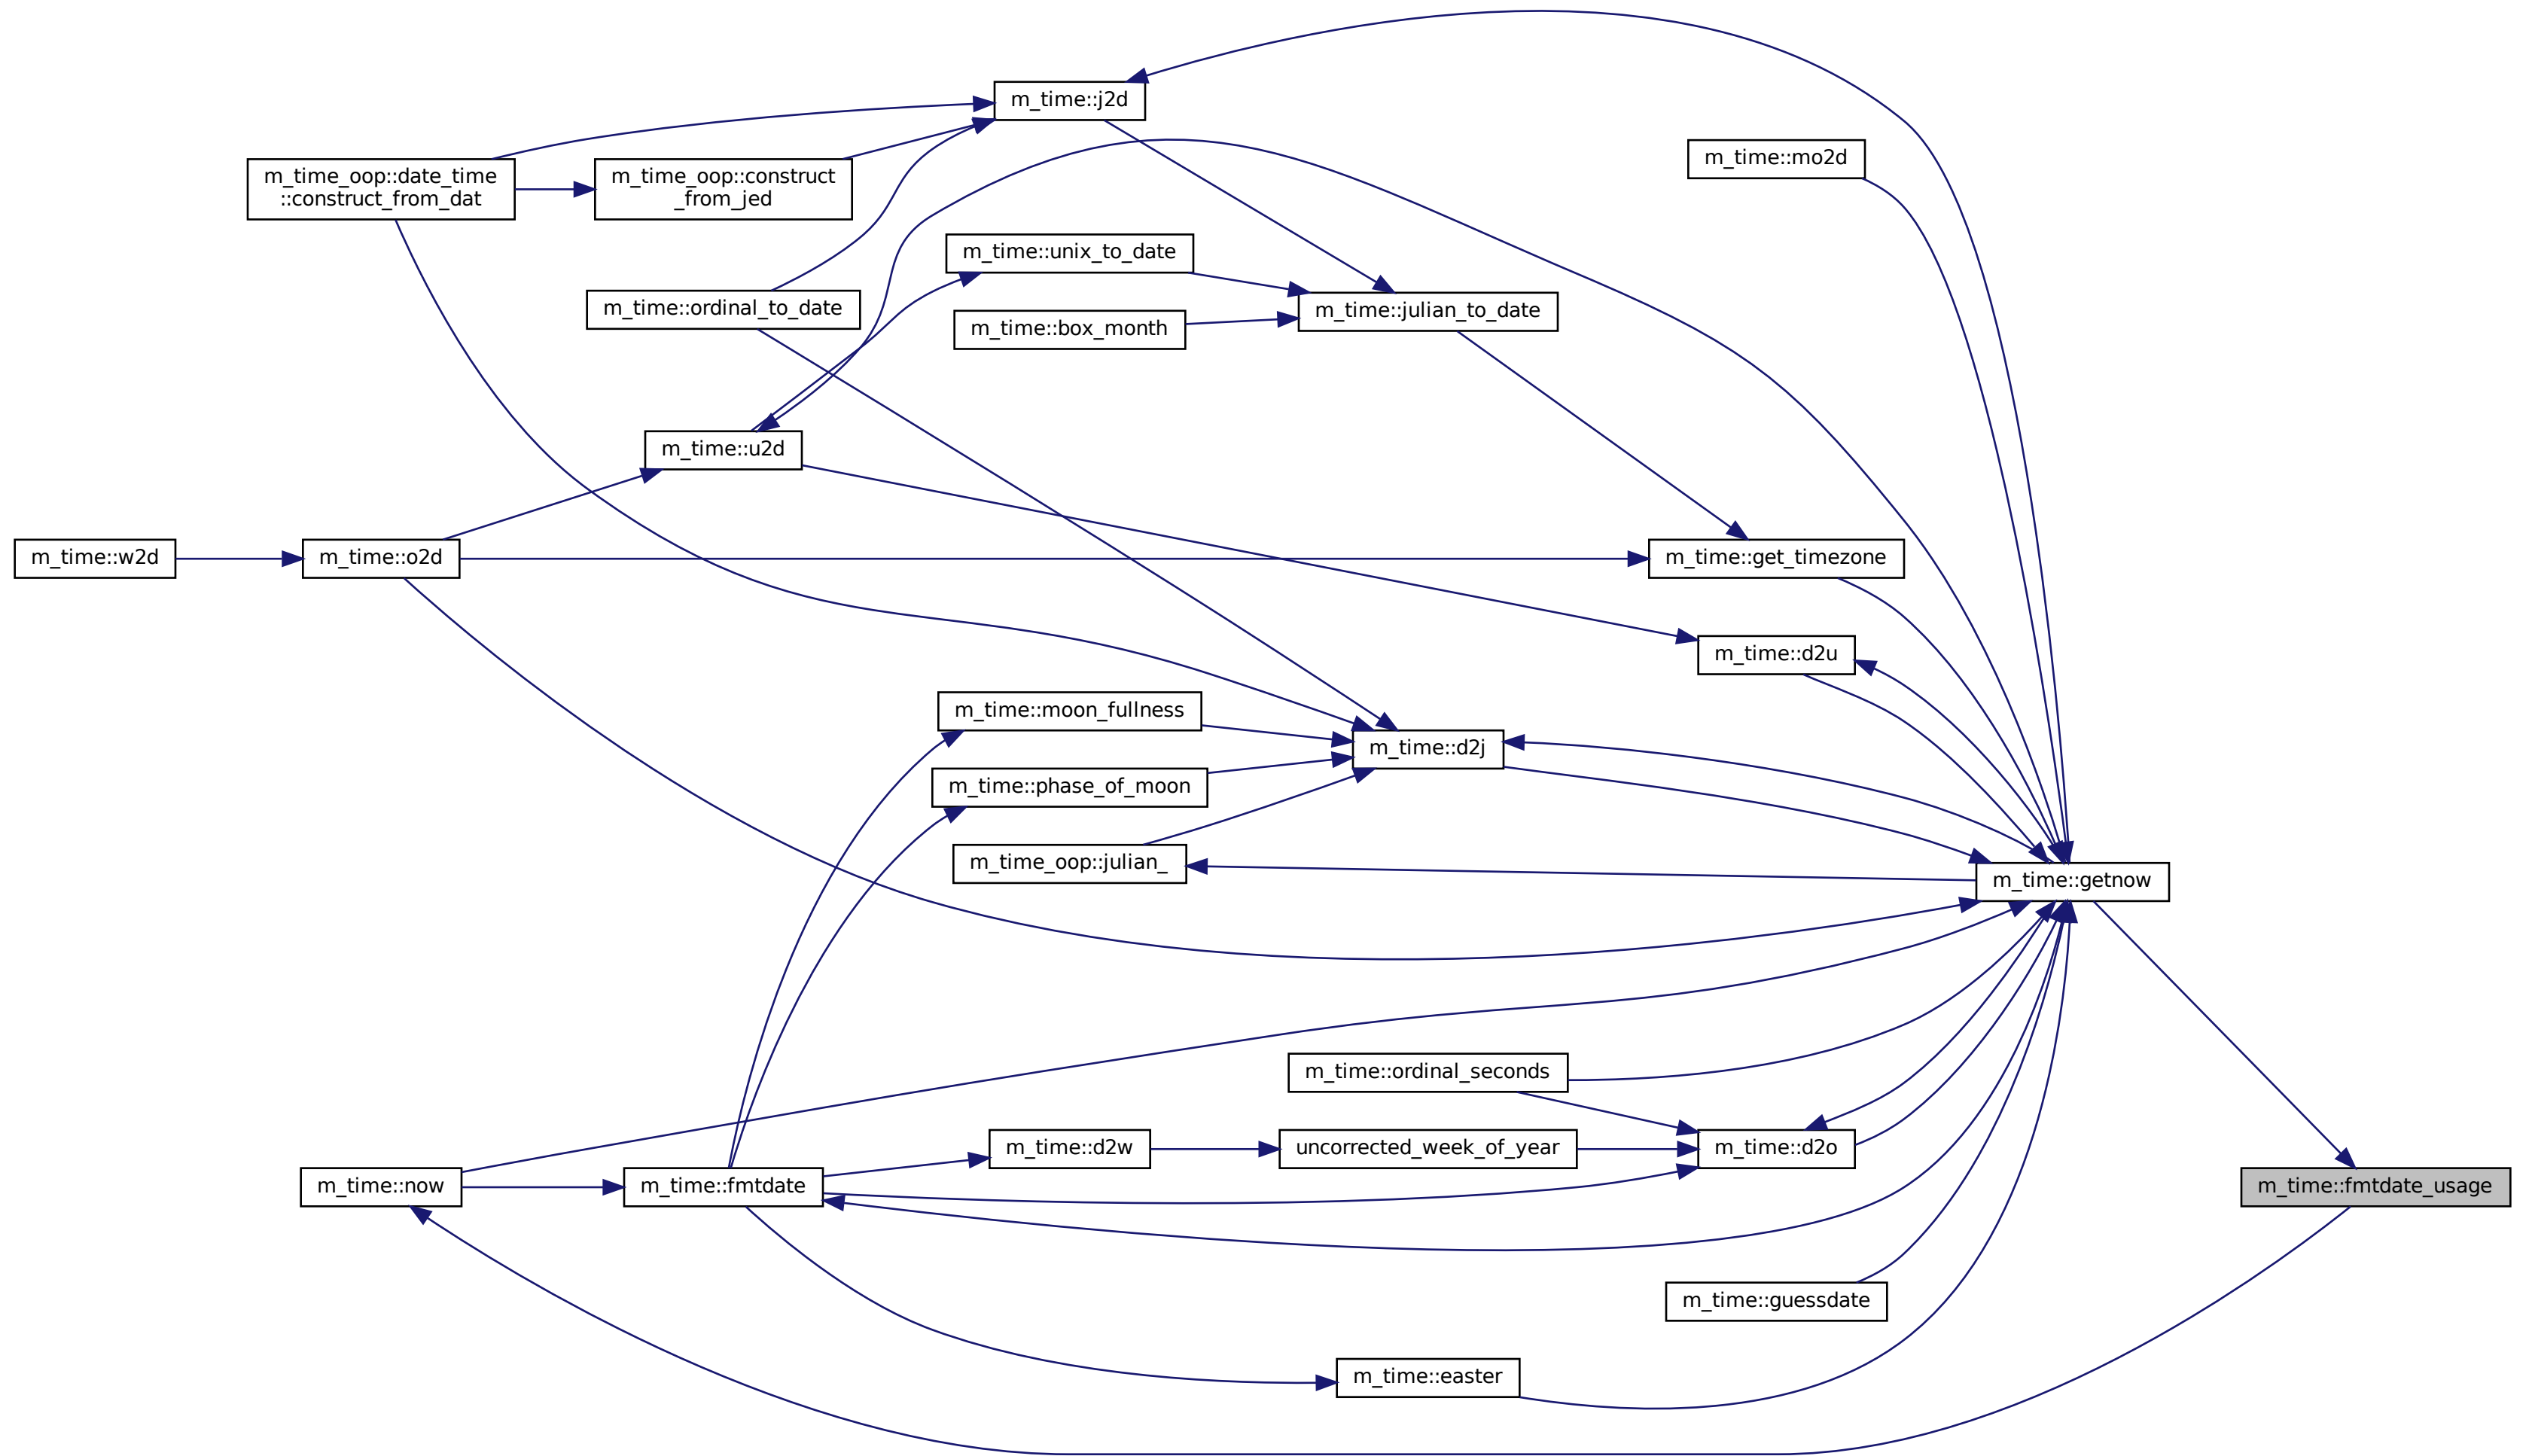 m_time::j2d
m_time::mo2d
m_time_oop::date_time
::construct_from_dat
m_time_oop::construct
_from_jed
m_time::unix_to_date
m_time::ordinal_to_date
m_time::julian_to_date
m_time::box_month
m_time::u2d
m_time::w2d
m_time::o2d
m_time::get_timezone
m_time::d2u
m_time::moon_fullness
m_time::d2j
m_time::phase_of_moon
m_time_oop::julian_
m_time::getnow
m_time::ordinal_seconds
m_time::d2w
uncorrected_week_of_year
m_time::d2o
m_time::now
m_time::fmtdate
m_time::fmtdate_usage
m_time::guessdate
m_time::easter